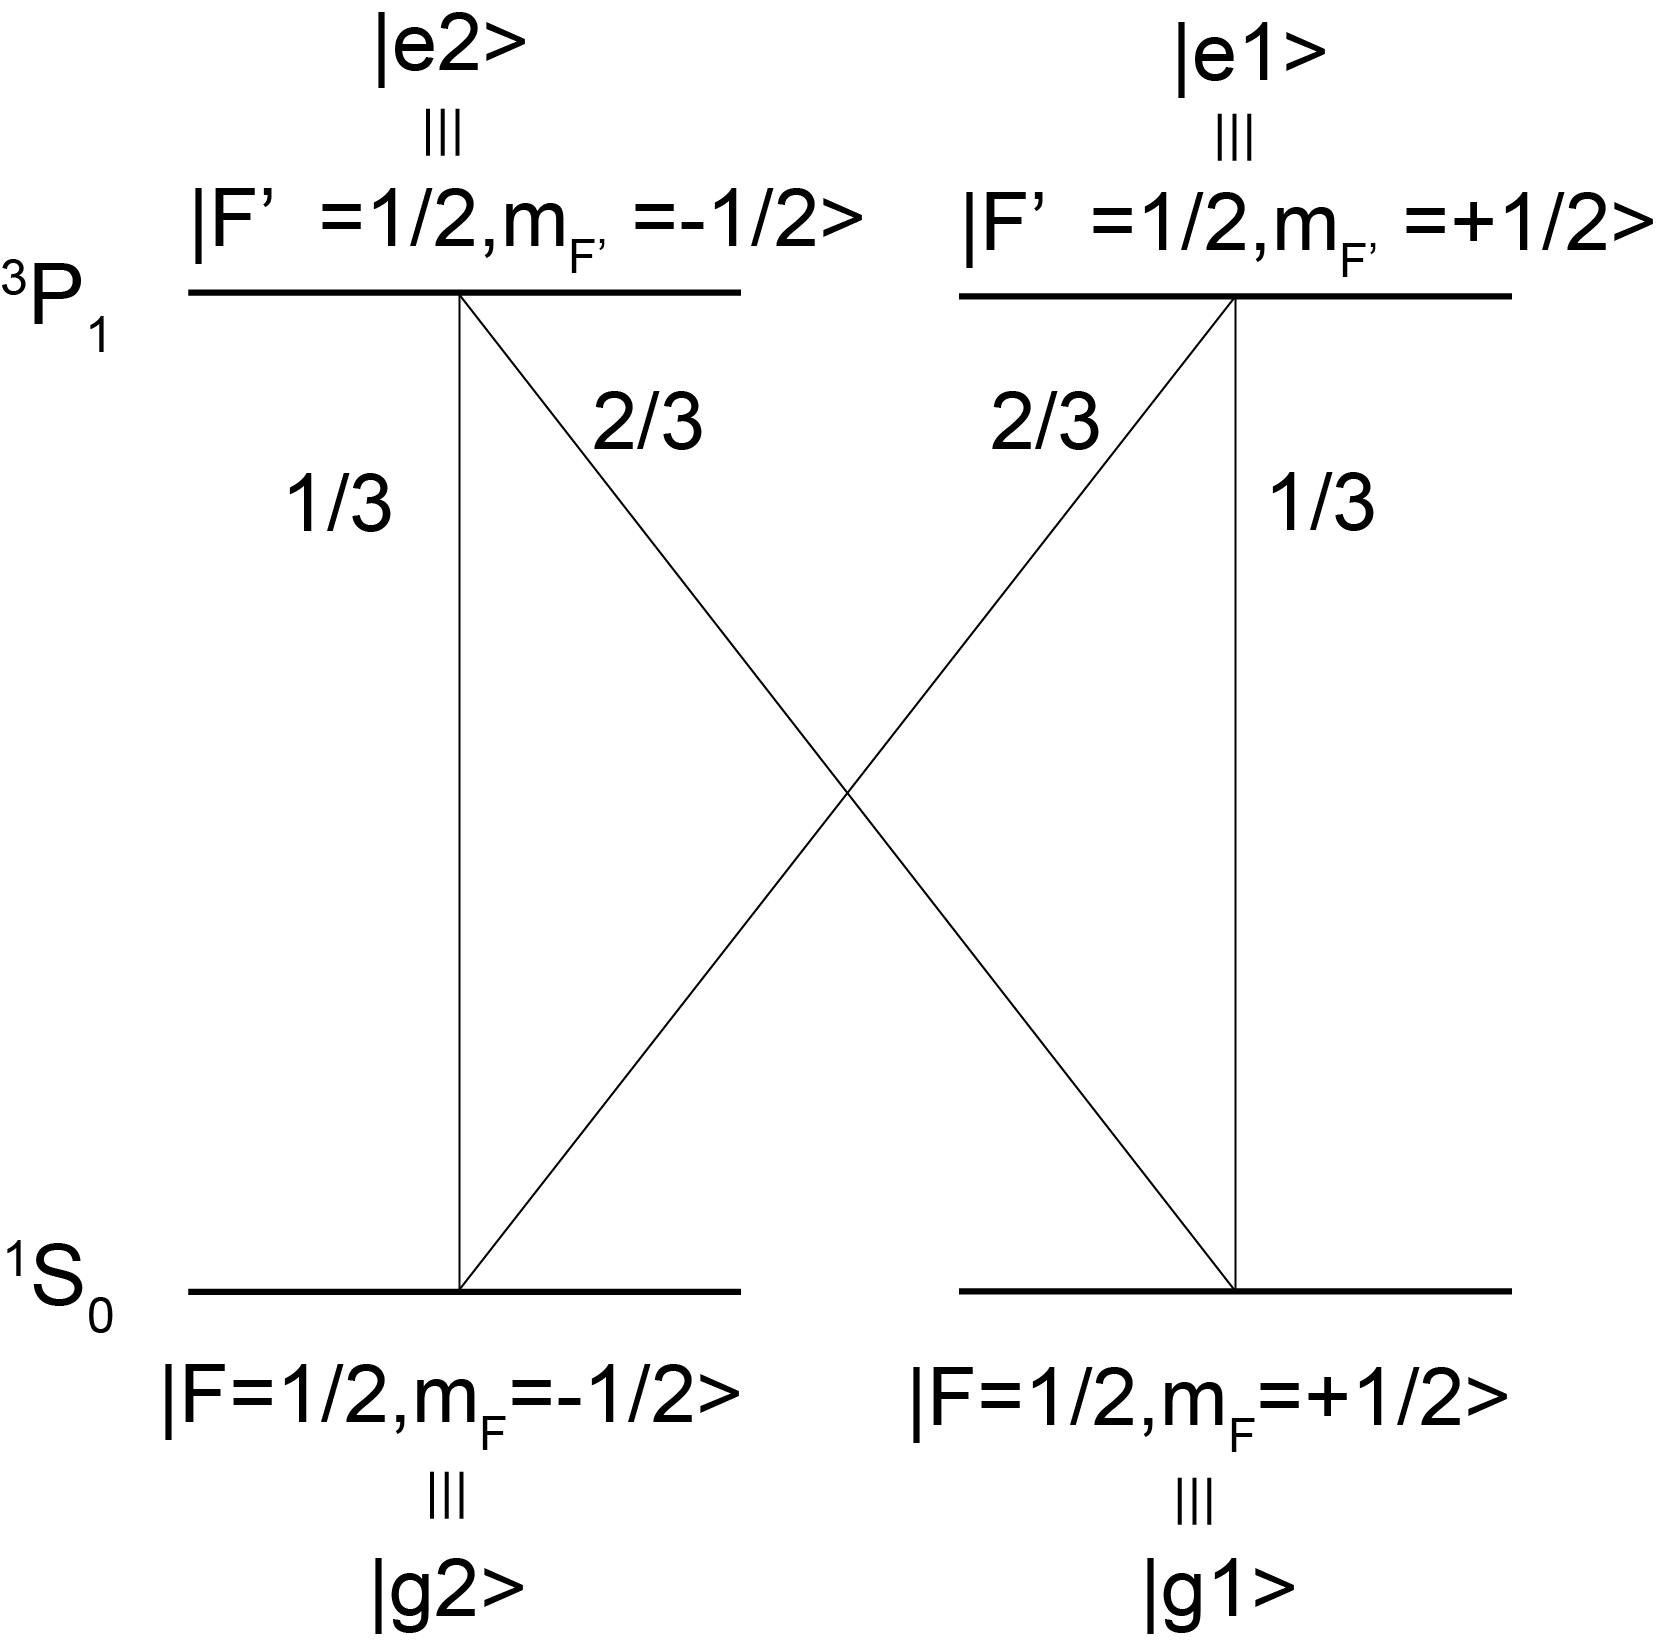 |e2> |e1>
≡ ≡
|F’ =1/2,mF’ =-1/2> |F’ =1/2,mF’ =+1/2>
3P1
2/3 2/3
1/3 1/3
1S0
|F=1/2,mF=-1/2> |F=1/2,mF=+1/2>
≡ ≡
|g2> |g1>